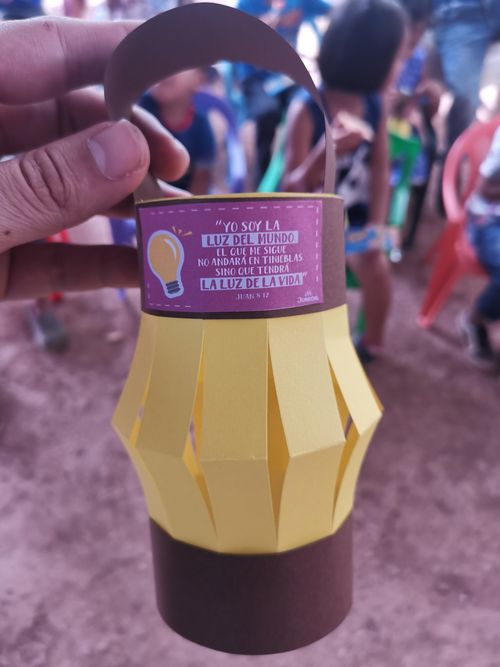 "YO SOY LA
LUZ DEL MUNDO
EL QUE ME SIGUE
NO ANDARÁ EN TINIEBLAS
SINO QUE TENDRÁ
LA LUZ DE LA VIDA"
JUAN 8:12